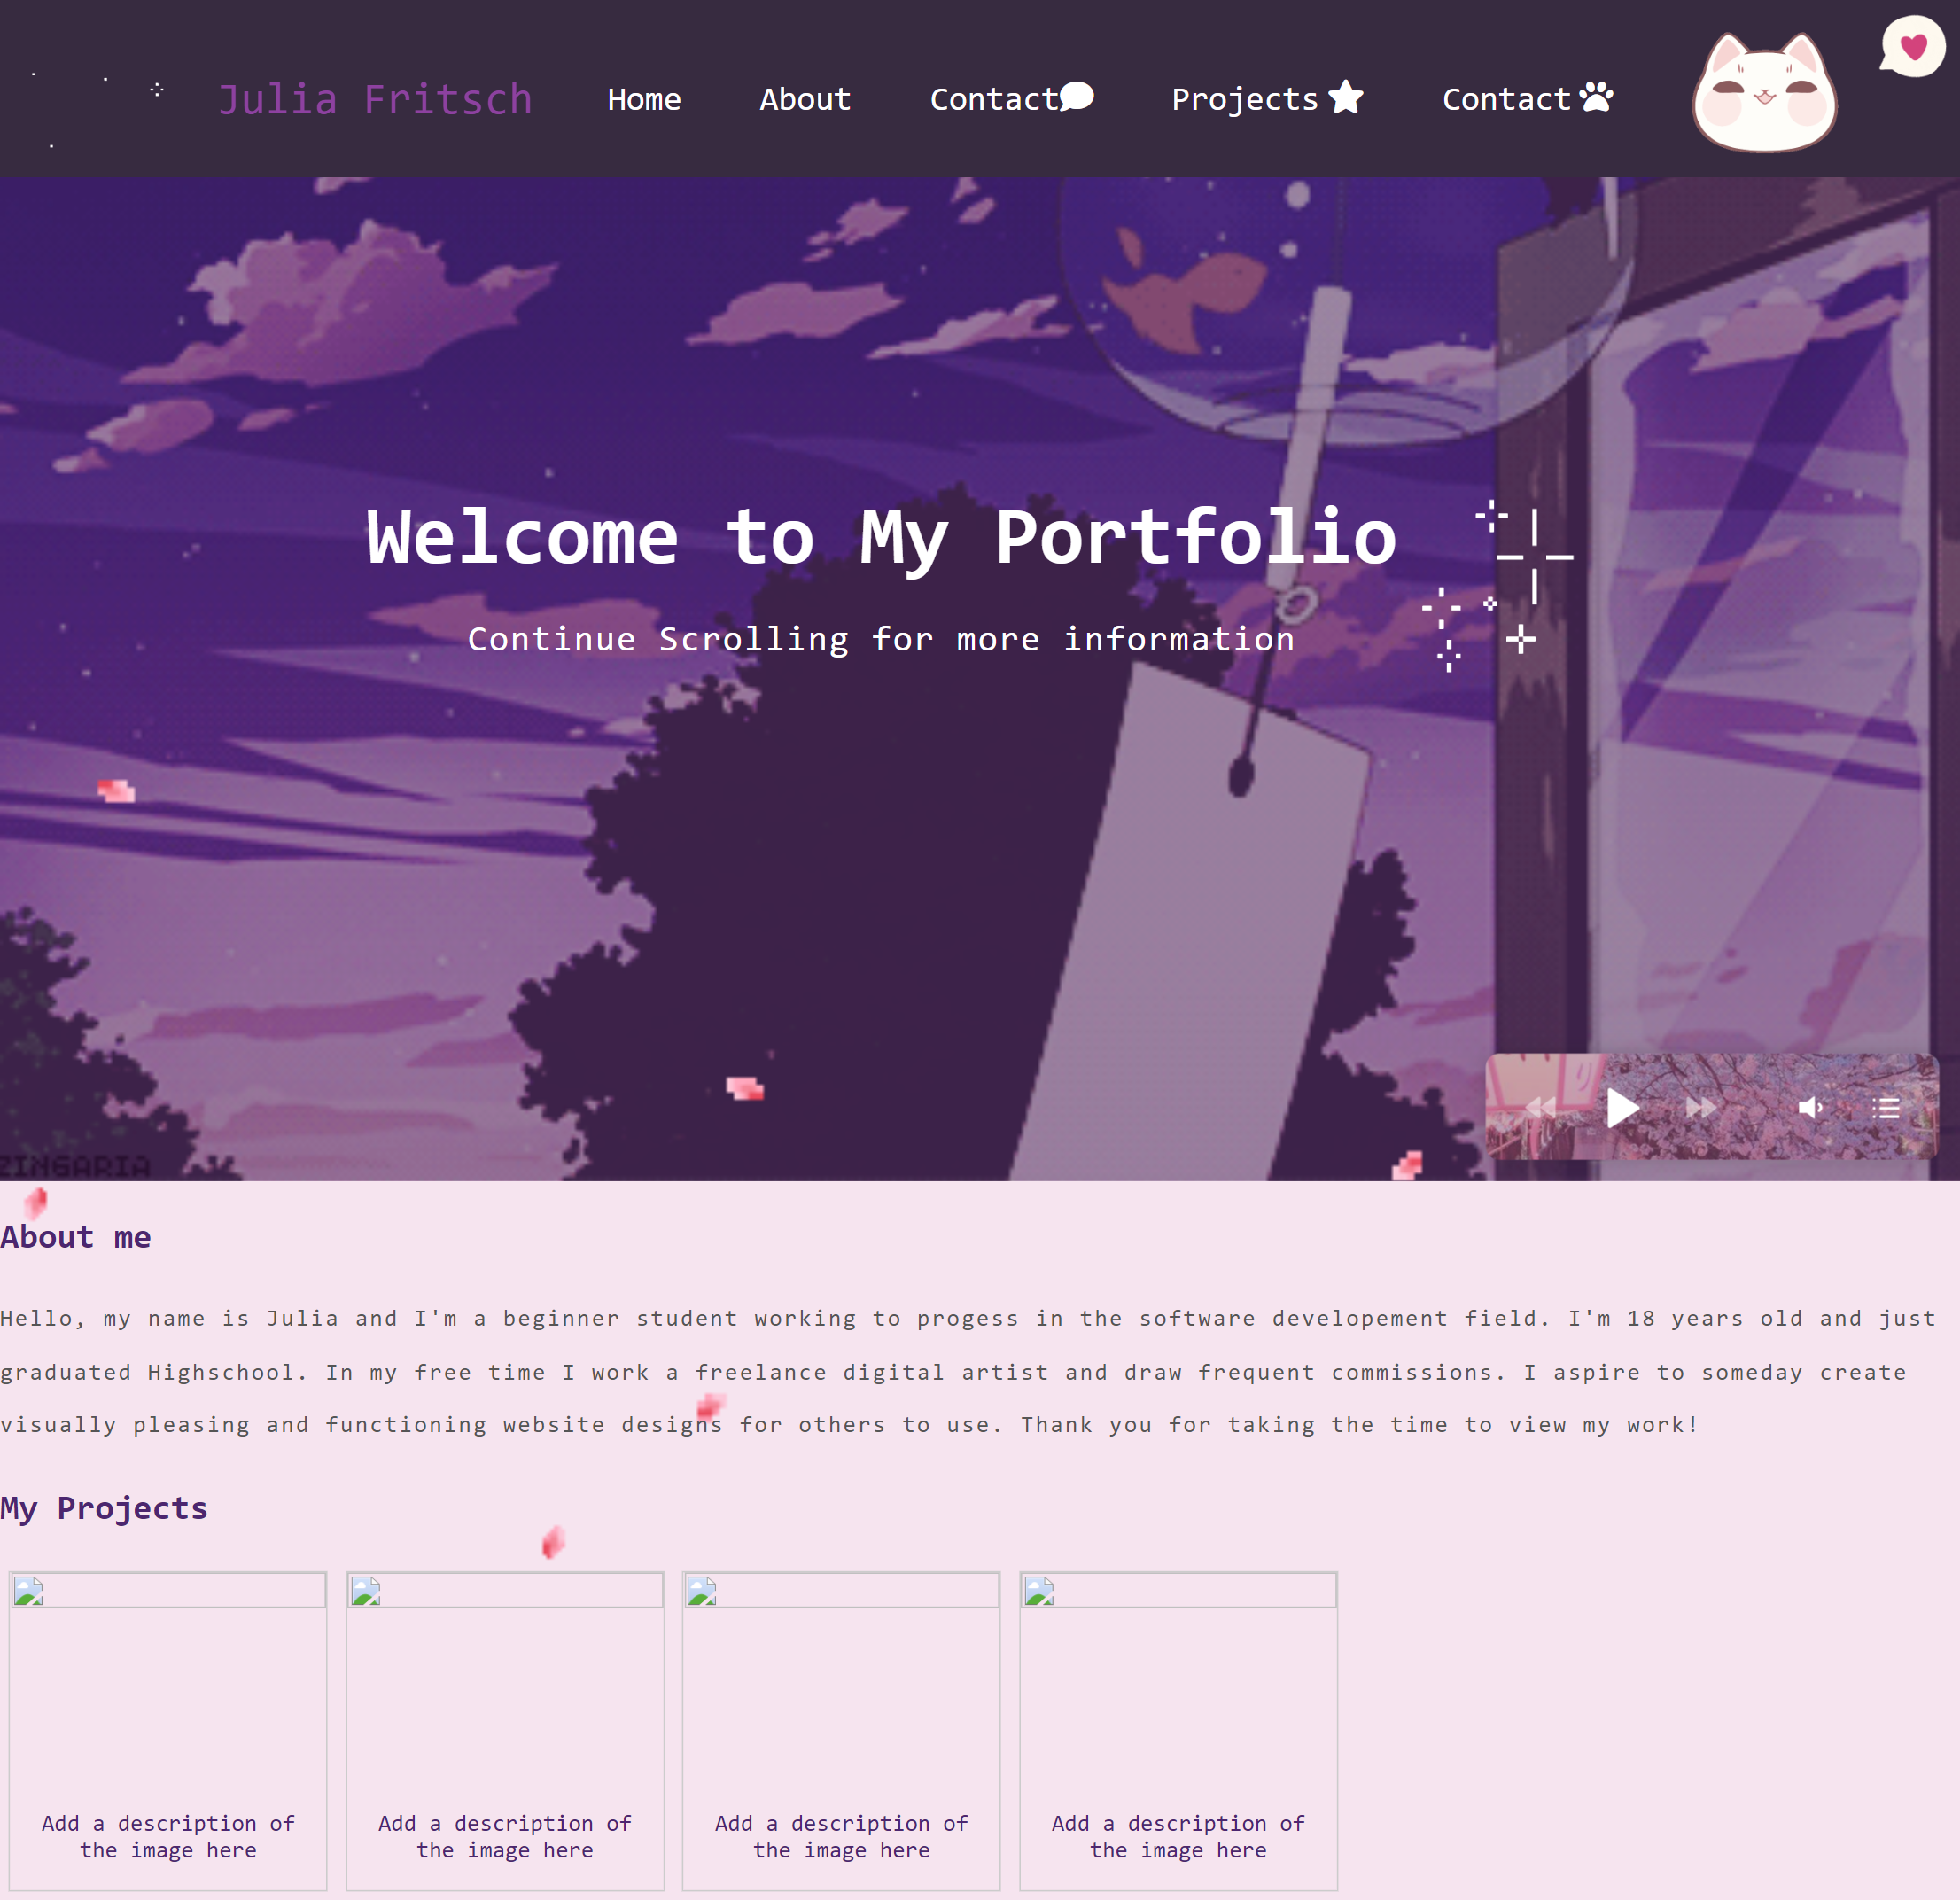 Julia Fritsch Home About Contact Projects Contact
Welcome to My Portfolio
Continue Scrolling for more information
ZINGARIA
About me
Hello, my name is Julia and I'm a beginner student working to progess in the software developement field. I'm 18 years old and just
graduated Highschool. In my free time I work a freelance digital artist and draw frequent commissions. I aspire to someday create
visually pleasing and functioning website designs for others to use. Thank you for taking the time to view my work!
My Projects
Add a description of
the image here
Add a description of
the image here
Add a description of
the image here
Add a description of
the image here